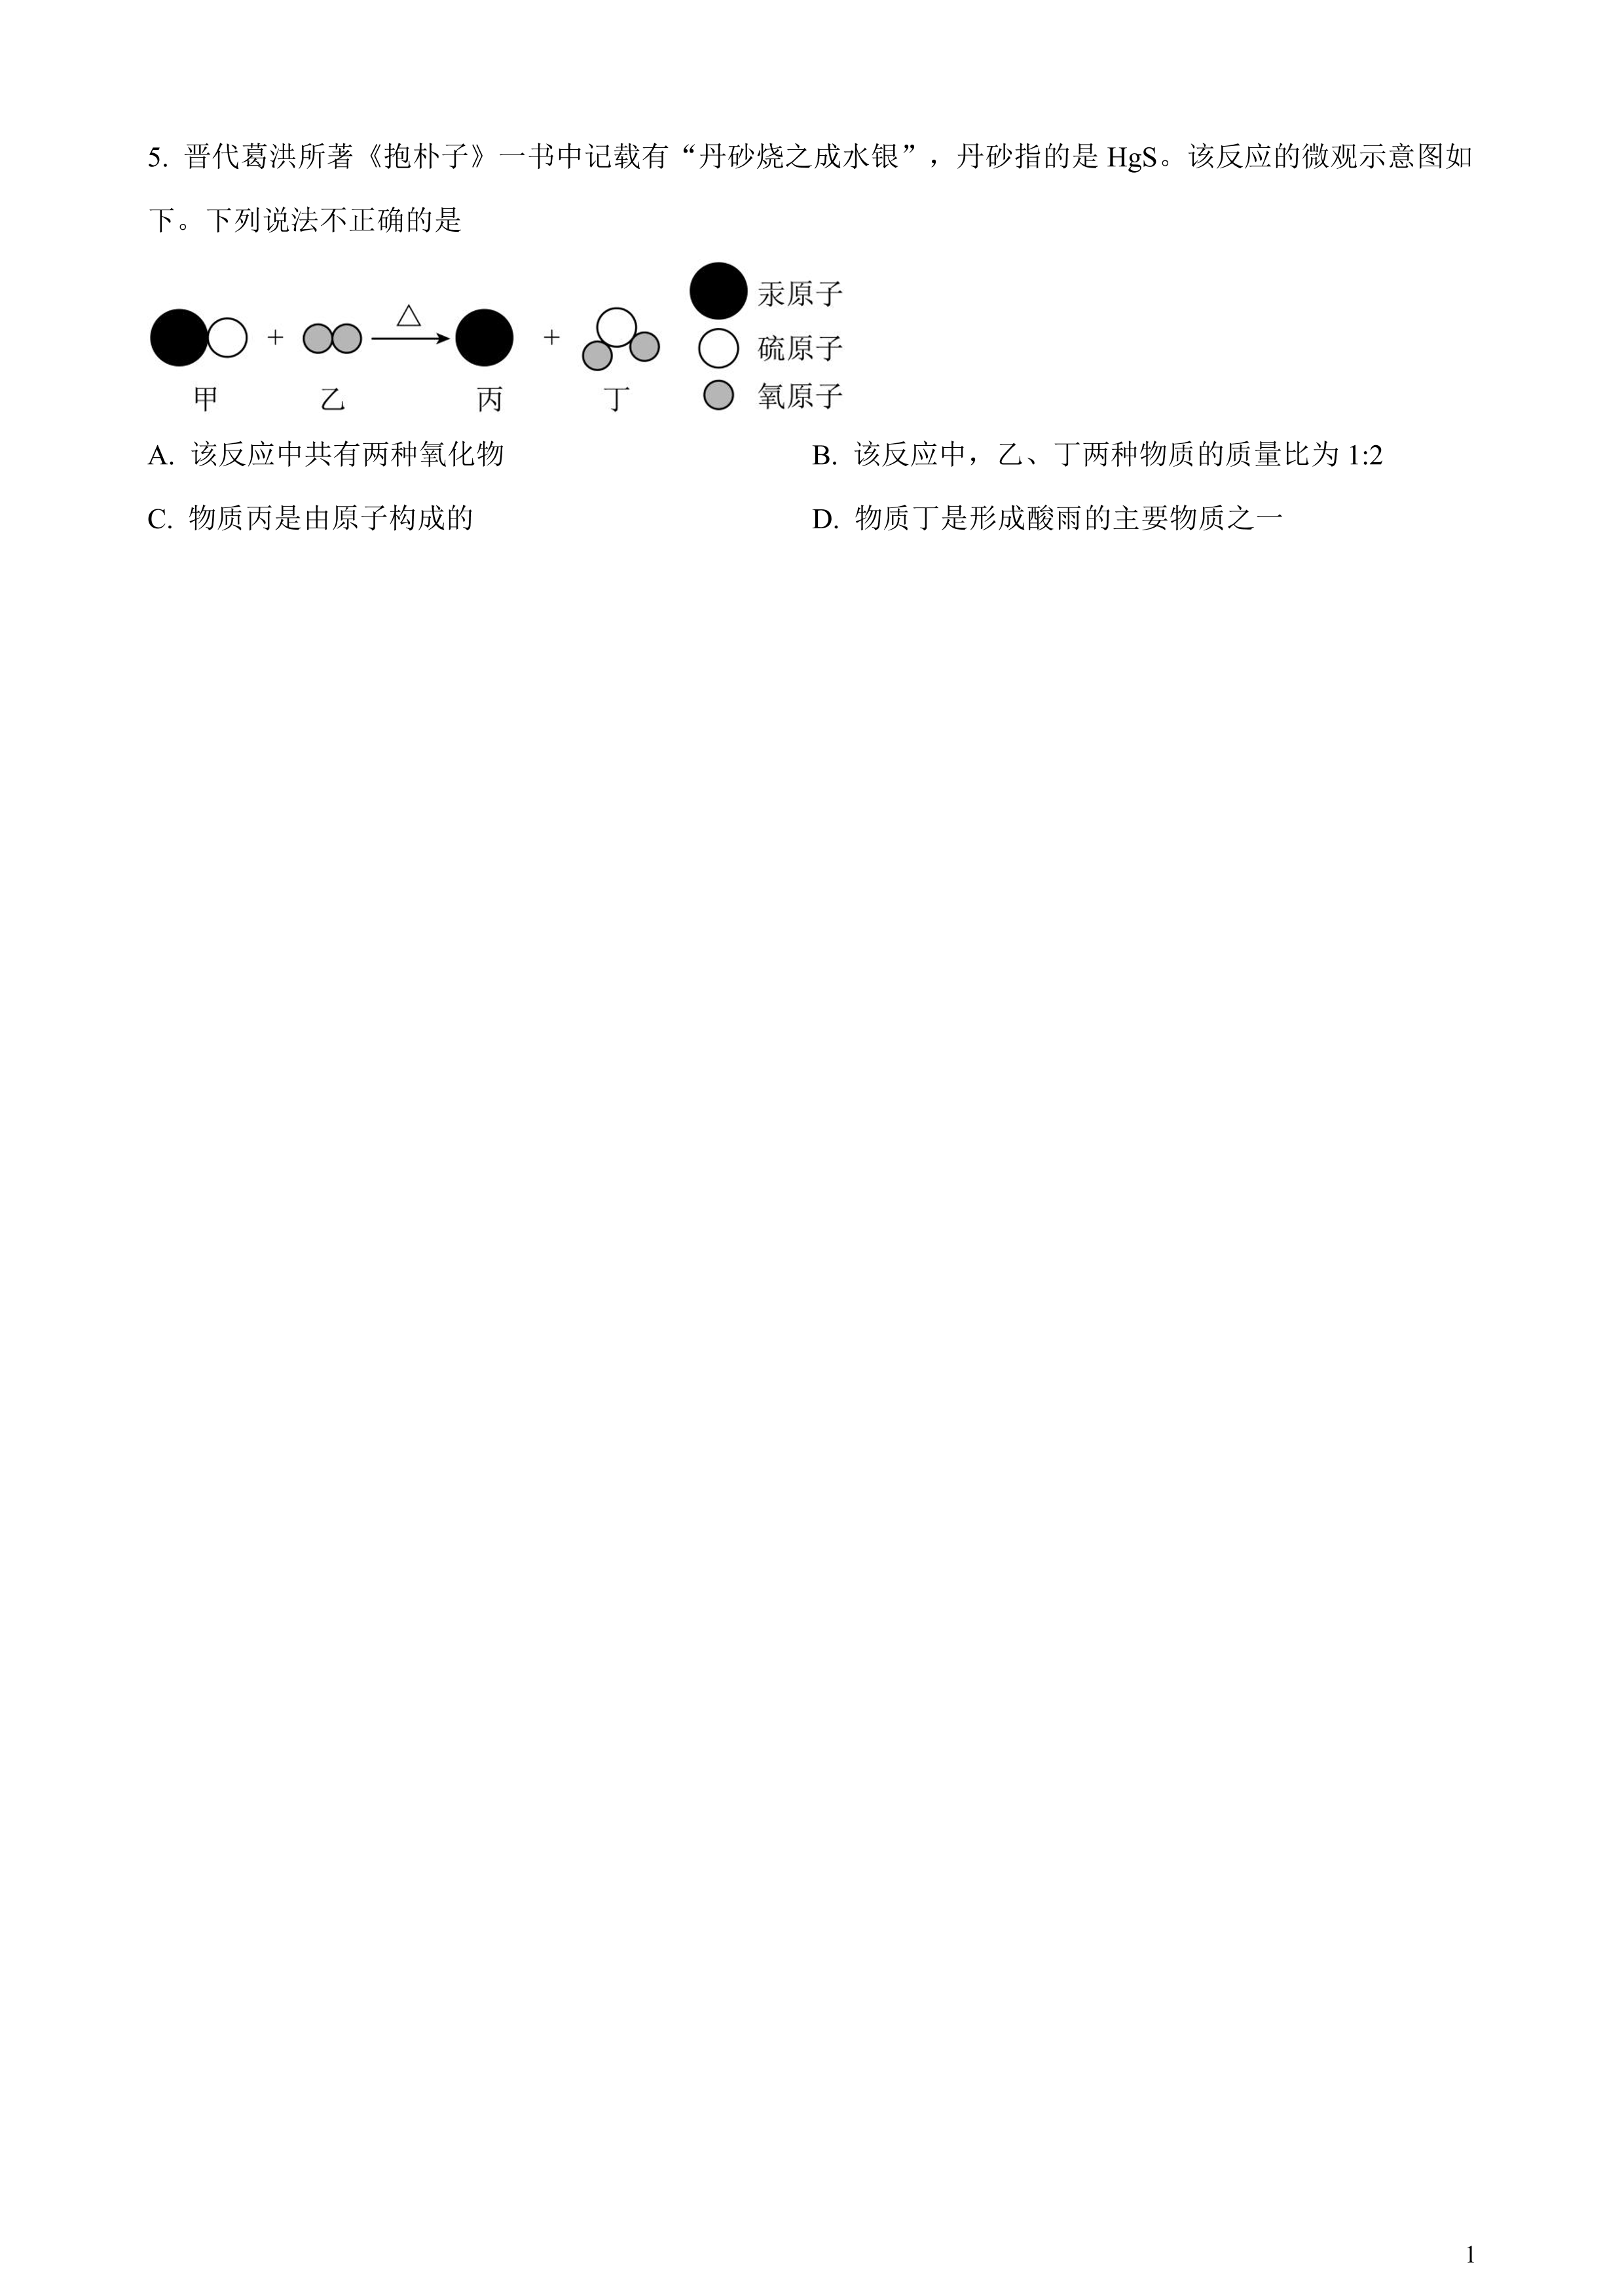 5. 晋代葛洪所著《抱朴子》一书中记载有“丹砂烧之成水银”，丹砂指的是 HgS。该反应的微观示意图如
下。下列说法不正确的是
汞原子
+ △ + 硫原子
甲 乙 丙 丁 氧原子
A. 该反应中共有两种氧化物 B. 该反应中，乙、丁两种物质的质量比为 1:2
C. 物质丙是由原子构成的 D. 物质丁是形成酸雨的主要物质之一
1